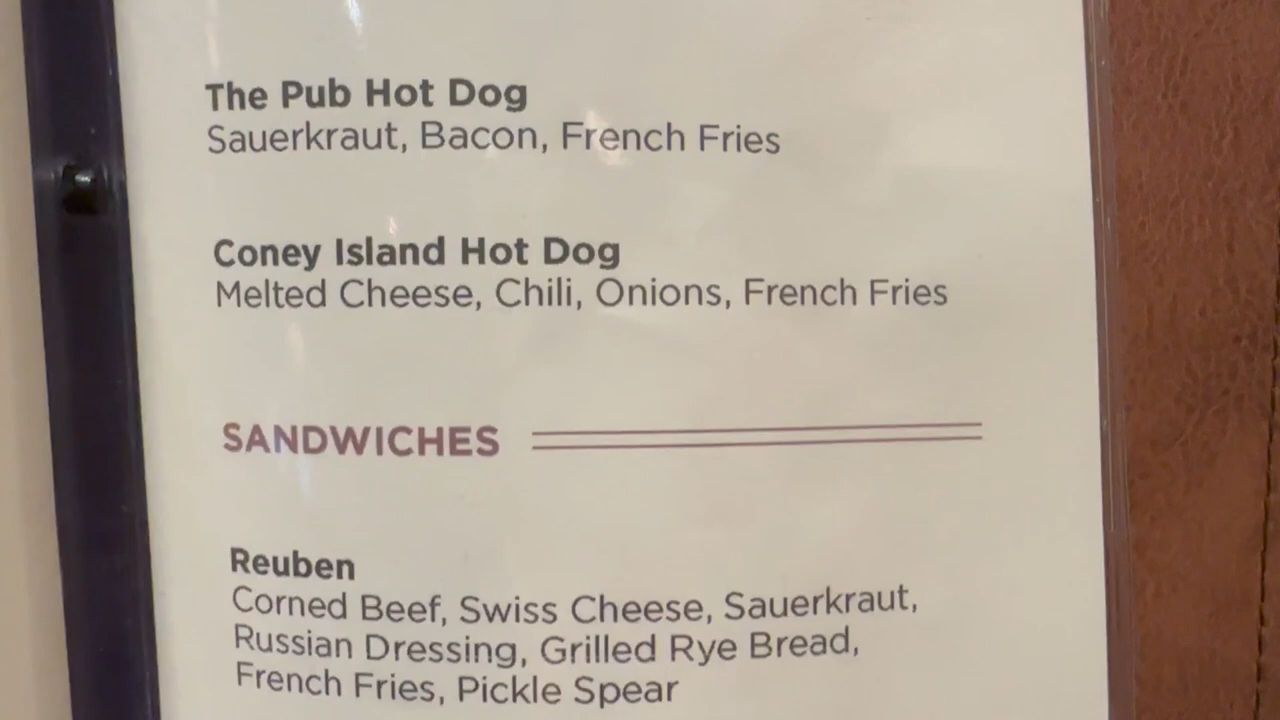 The Pub Hot Dog
Sauerkraut, Bacon, French Fries
Coney Island Hot Dog
Melted Cheese, Chili, Onions, French Fries
SANDWICHES
Reuben
Corned Beef, Swiss Cheese, Sauerkraut,
Russian Dressing, Grilled Rye Bread,
French Fries, Pickle Spear